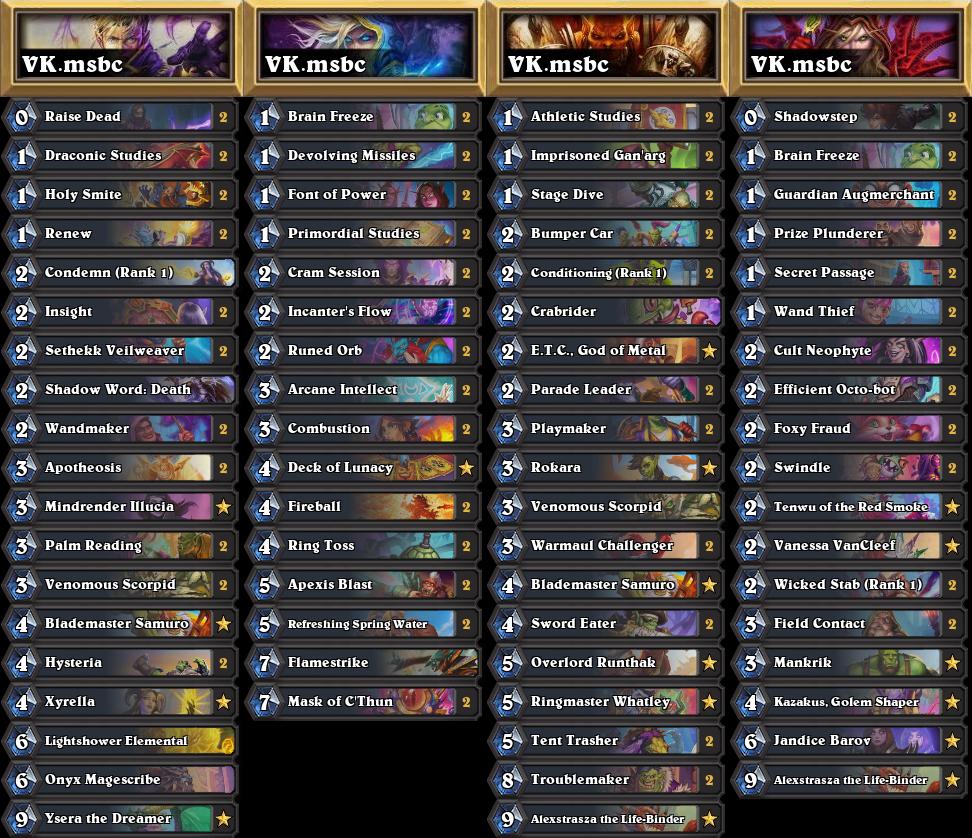 VK.msbc
0 Raise Dead 2
1 Draconic Studies 2
1 Holy Smite 2
1 Renew 2
2 Condemn (Rank 1)
2 Insight 2
2 Sethekk Veilweaver 2
2 Shadow Word: Death
2 Wandmaker 2
3 Apotheosis 2
3 Mindrender Illucia
3 Palm Reading 2
3 Venomous Scorpid 2
4 Blademaster Samuro
4 Hysteria 2
4 Xyrella
6 Lightshower Elemental
6 Onyx Magescribe
9 Ysera the Dreamer
VK.msbc
1 Brain Freeze 2
1 Devolving Missiles 2
1 Font of Power 2
1 Primordial Studies 2
2 Cram Session 2
2 Incanter's Flow 2
2 Runed Orb 2
3 Arcane Intellect 2
3 Combustion 2
4 Deck of Lunacy
4 Fireball 2
4 Ring Toss 2
5 Apexis Blast 2
5 Refreshing Spring Water 2
7 Flamestrike
7 Mask of C'Thun 2
VK.msbc
1 Athletic Studies 2
1 Imprisoned Gan'arg 2
1 Stage Dive 2
2 Bumper Car 2
2 Conditioning (Rank 1) 2
2 Crabrider
2 E.T.C., God of Metal
2 Parade Leader 2
3 Playmaker 2
3 Rokara
3 Venomous Scorpid
3 Warmaul Challenger 2
4 Blademaster Samuro
4 Sword Eater 2
5 Overlord Runthak
5 Ringmaster Whatley
5 Tent Trasher 2
8 Troublemaker 2
9 Alexstrasza the Life-Binder
VK.msbc
0 Shadowstep 2
1 Brain Freeze 2
1 Guardian Augmerchant 2
1 Prize Plunderer 2
1 Secret Passage 2
1 Wand Thief 2
2 Cult Neophyte 2
2 Efficient Octo-bot 2
2 Foxy Fraud 2
2 Swindle 2
2 Tenwu of the Red Smoke
2 Vanessa VanCleef
2 Wicked Stab (Rank 1) 2
3 Field Contact 2
3 Mankrik
4 Kazakus, Golem Shaper
6 Jandice Barov
9 Alexstrasza the Life-Binder